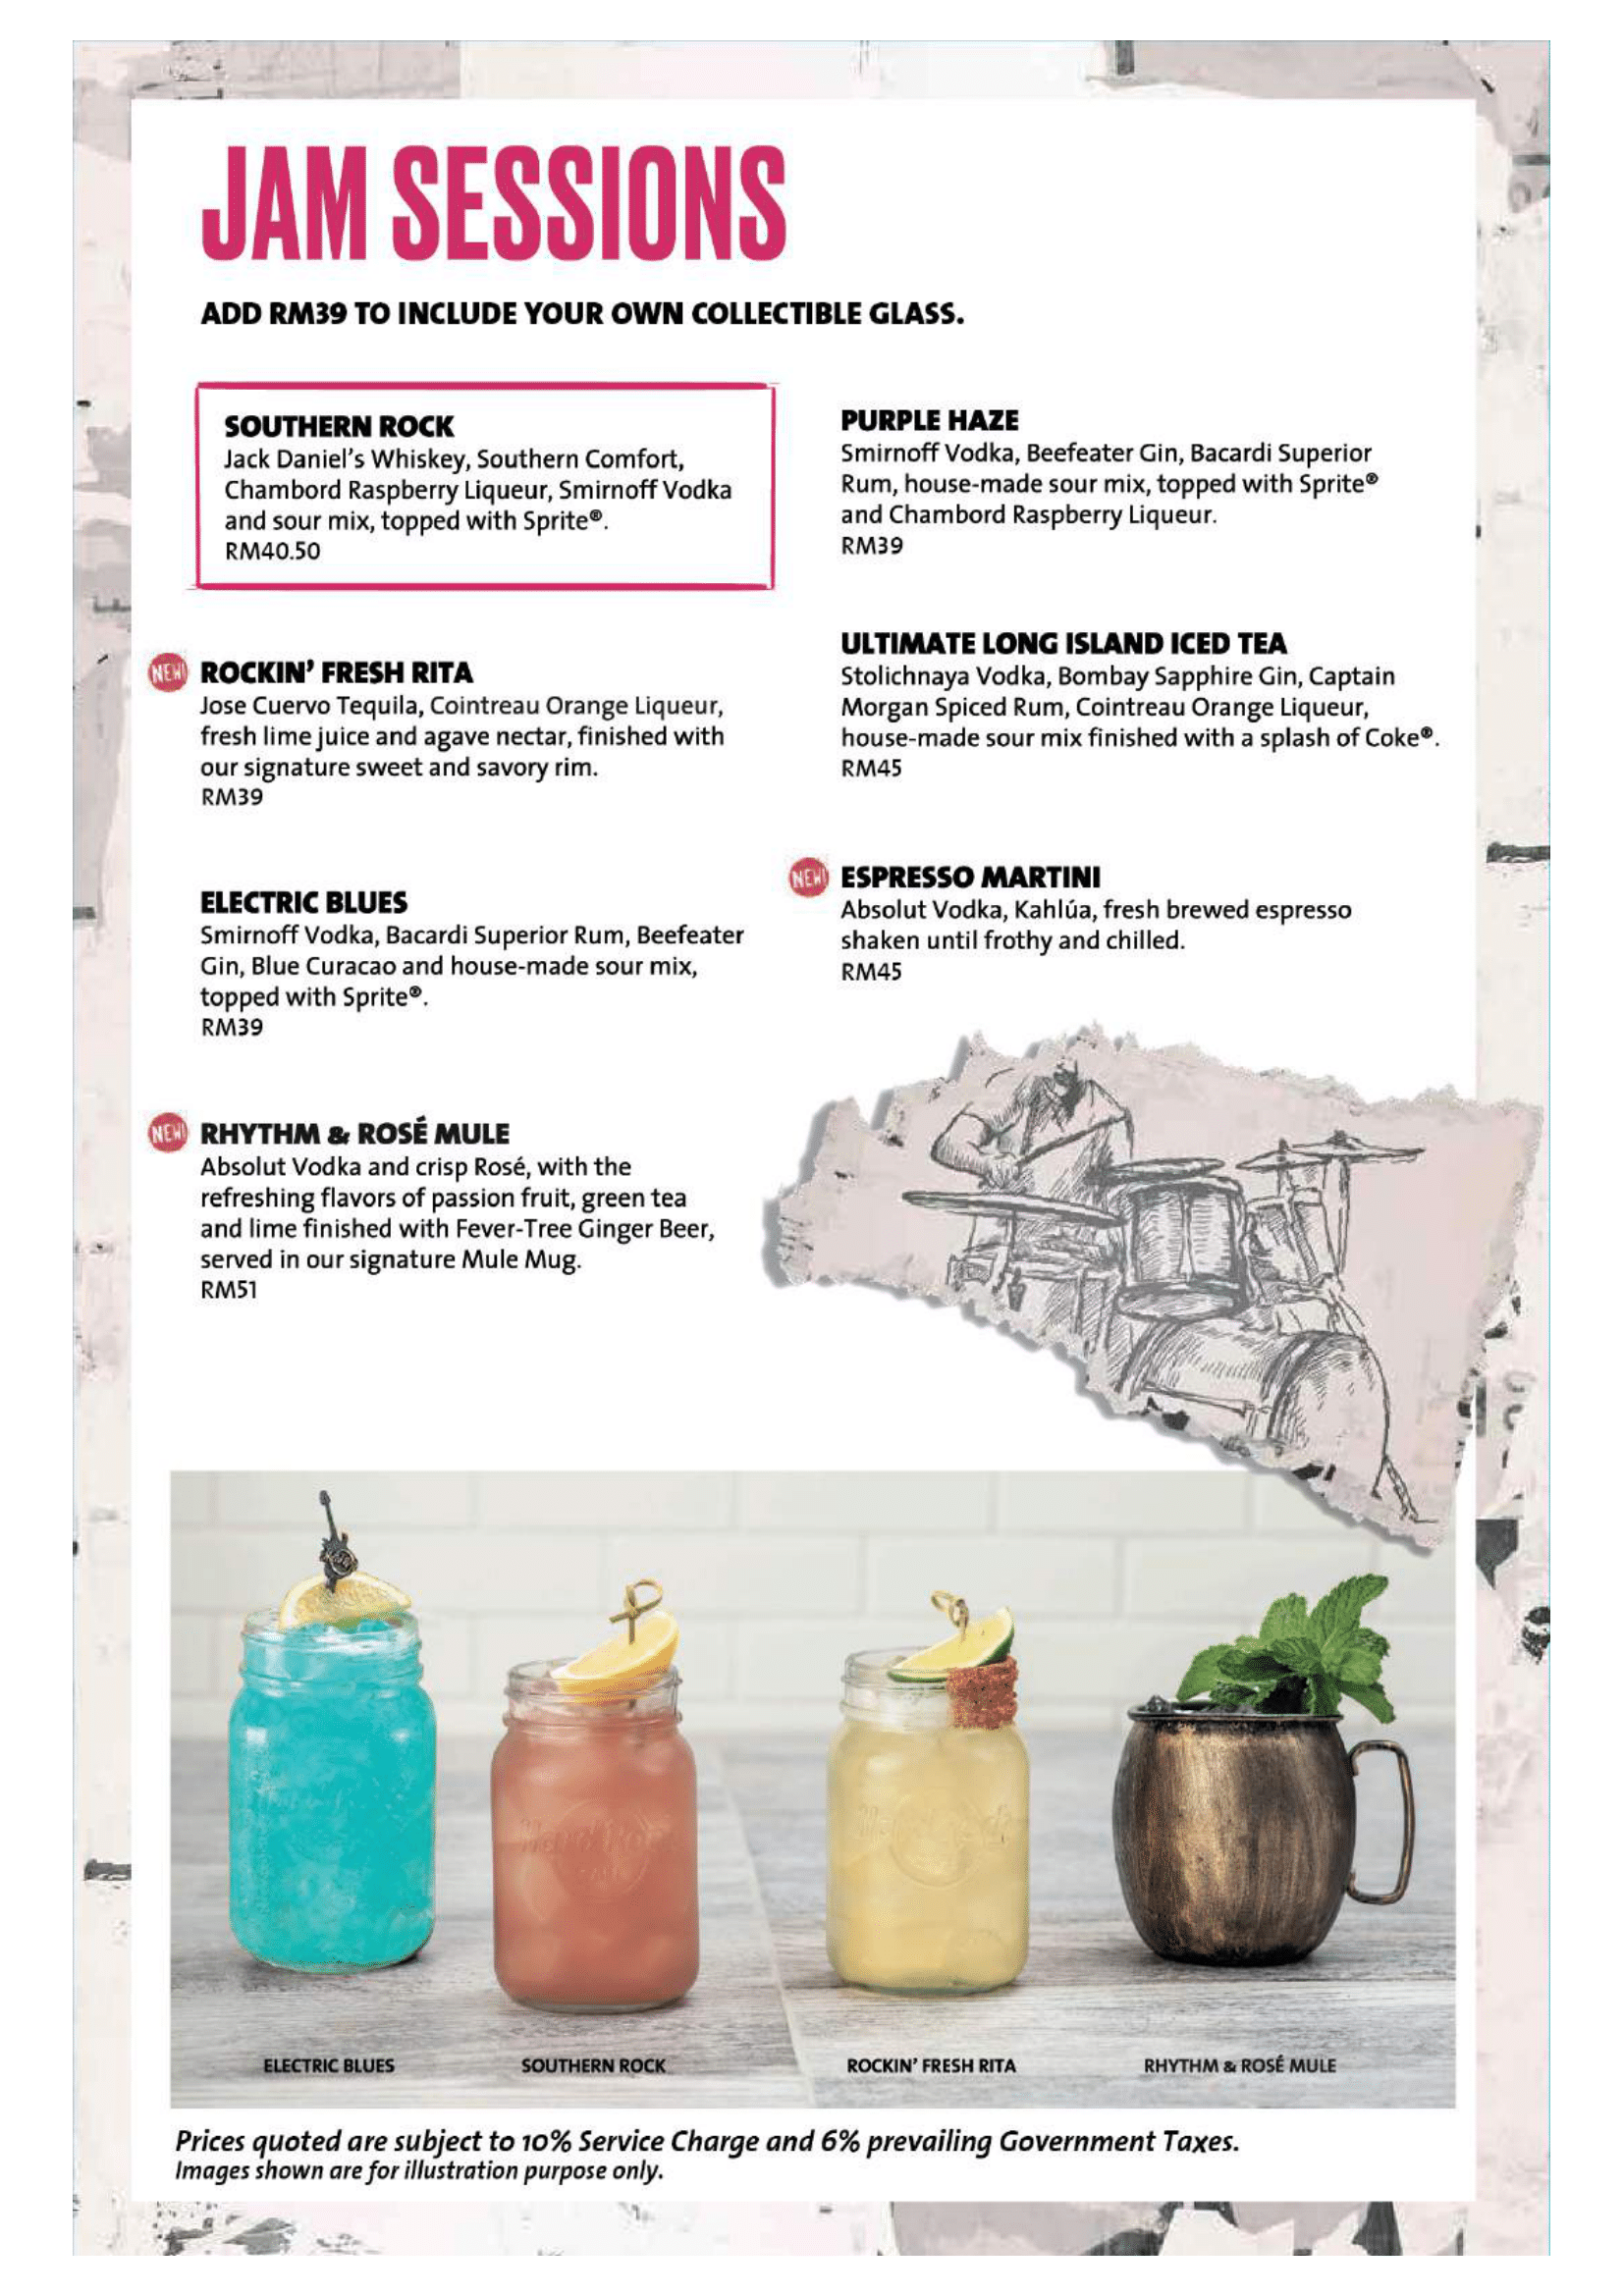 JAM SESSIONS
ADD RM39 TO INCLUDE YOUR OWN COLLECTIBLE GLASS.
SOUTHERN ROCK
Jack Daniel's Whiskey, Southern Comfort,
Chambord Raspberry Liqueur, Smirnoff Vodka
and sour mix, topped with Sprite®.
RM40.50
NEW! ROCKIN' FRESH RITA
Jose Cuervo Tequila, Cointreau Orange Liqueur,
fresh lime juice and agave nectar, finished with
our signature sweet and savory rim.
RM39
ELECTRIC BLUES
Smirnoff Vodka, Bacardi Superior Rum, Beefeater
Gin, Blue Curacao and house-made sour mix,
topped with Sprite®.
RM39
NEW! RHYTHM & ROSÉ MULE
Absolut Vodka and crisp Rosé, with the
refreshing flavors of passion fruit, green tea
and lime finished with Fever-Tree Ginger Beer,
served in our signature Mule Mug.
RM51
PURPLE HAZE
Smirnoff Vodka, Beefeater Gin, Bacardi Superior
Rum, house-made sour mix, topped with Sprite®
and Chambord Raspberry Liqueur.
RM39
ULTIMATE LONG ISLAND ICED TEA
Stolichnaya Vodka, Bombay Sapphire Gin, Captain
Morgan Spiced Rum, Cointreau Orange Liqueur,
house-made sour mix finished with a splash of Coke®.
RM45
NEW! ESPRESSO MARTINI
Absolut Vodka, Kahlúa, fresh brewed espresso
shaken until frothy and chilled.
RM45
ELECTRIC BLUES
SOUTHERN ROCK
ROCKIN' FRESH RITA
RHYTHM & ROSÉ MULE
Prices quoted are subject to 10% Service Charge and 6% prevailing Government Taxes.
Images shown are for illustration purpose only.